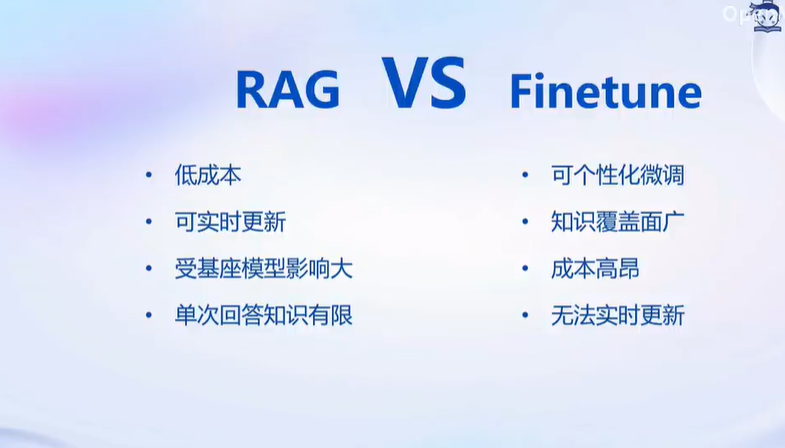 RAG VS Finetune
• 低成本
• 可实时更新
• 受基座模型影响大
• 单次回答知识有限
• 可个性化微调
• 知识覆盖面广
• 成本高昂
• 无法实时更新